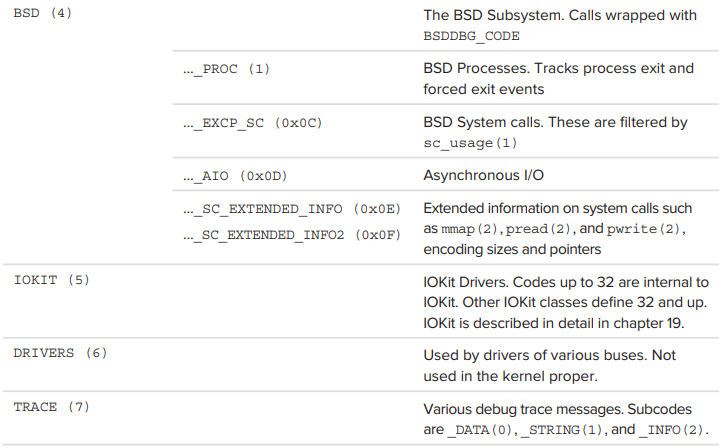 BSD (4)
The BSD Subsystem. Calls wrapped with
BSDDBG_CODE
…_PROC (1)
BSD Processes. Tracks process exit and
forced exit events
…_EXCP_SC (0x0C)
BSD System calls. These are filtered by
sc_usage(1)
…_AIO (0x0D)
Asynchronous I/O
…_SC_EXTENDED_INFO (0x0E)
…_SC_EXTENDED_INFO2 (0x0F)
Extended information on system calls such
as mmap(2), pread(2), and pwrite(2),
encoding sizes and pointers
IOKIT (5)
IOKit Drivers. Codes up to 32 are internal to
IOKit. Other IOKit classes define 32 and up.
IOKit is described in detail in chapter 19.
DRIVERS (6)
Used by drivers of various buses. Not
used in the kernel proper.
TRACE (7)
Various debug trace messages. Subcodes
are _DATA(0), _STRING(1), and _INFO(2).